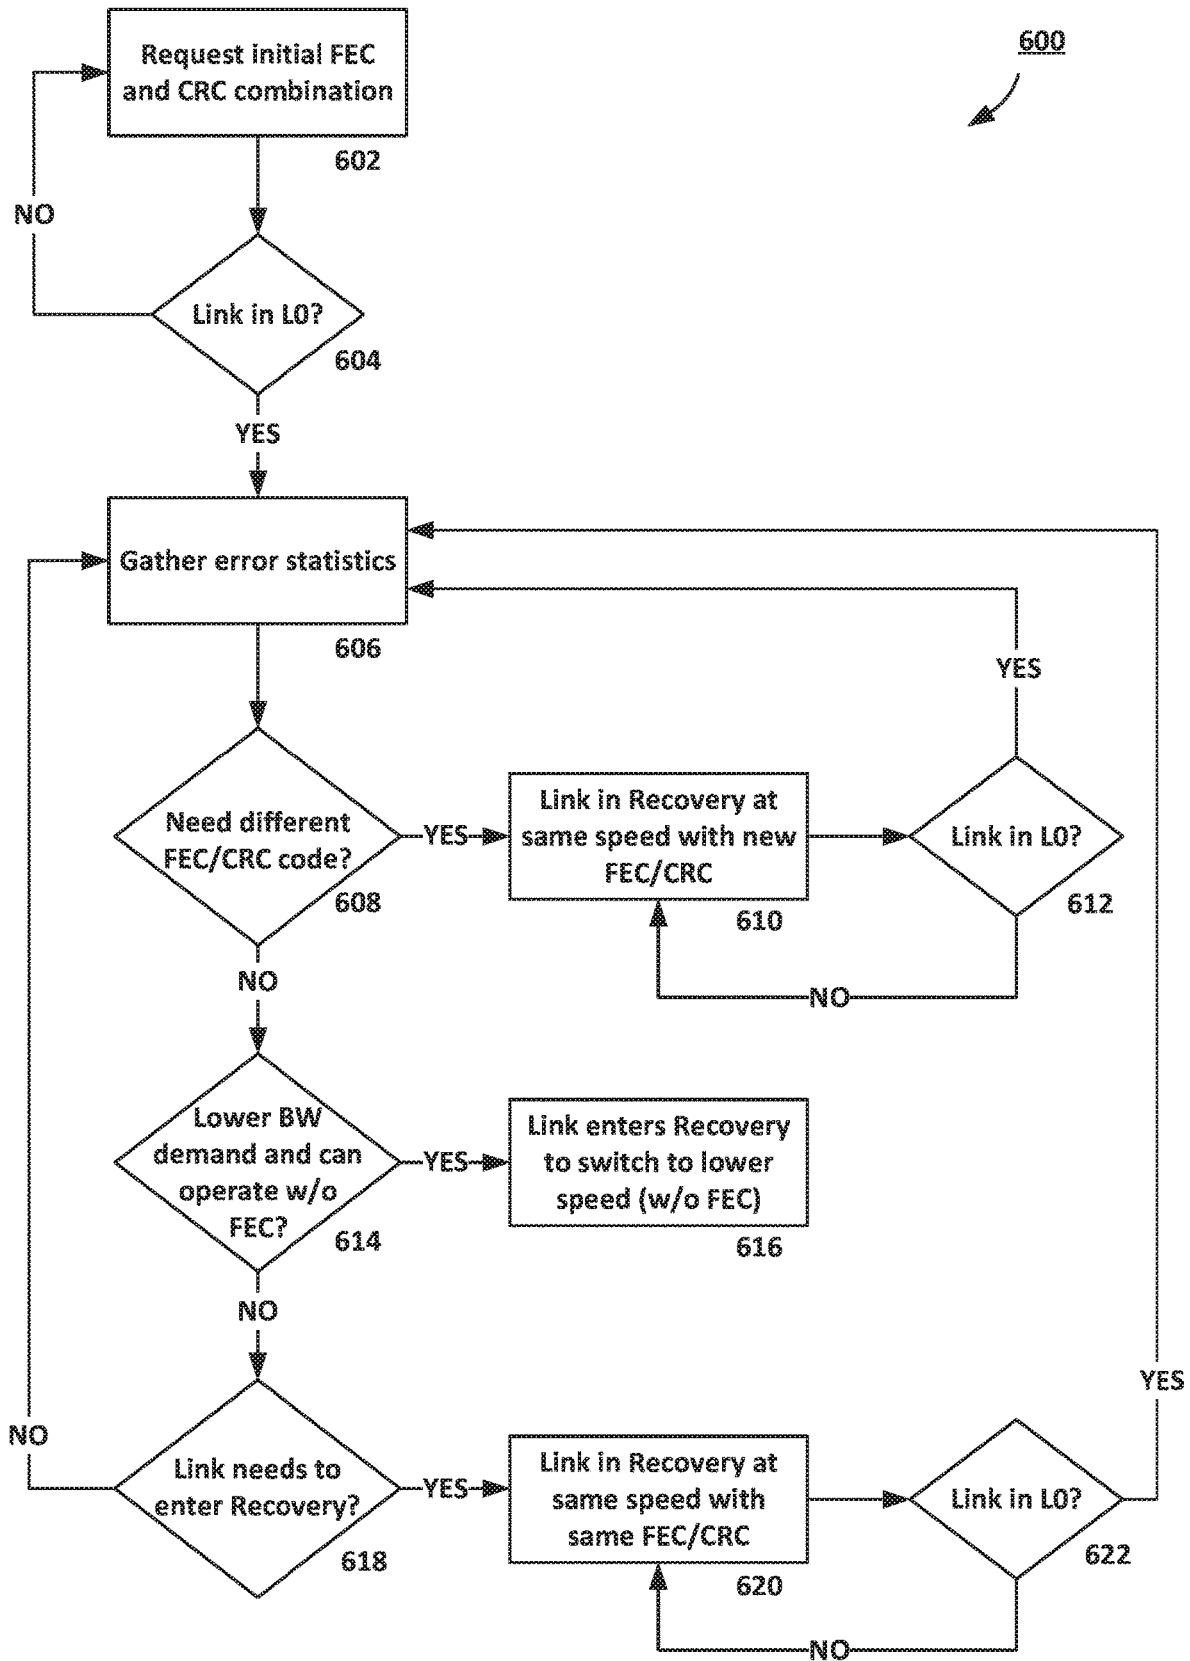 600
Request initial FEC
and CRC combination
602
NO
Link in L0?
604
YES
Gather error statistics
606
YES
Need different
FEC/CRC code?
608
YES
Link in Recovery at
same speed with new
FEC/CRC
610
Link in L0?
612
NO
NO
Lower BW
demand and can
operate w/o
FEC?
614
YES
Link enters Recovery
to switch to lower
speed (w/o FEC)
616
NO
YES
NO
Link needs to
enter Recovery?
618
YES
Link in Recovery at
same speed with
same FEC/CRC
620
Link in L0?
622
NO